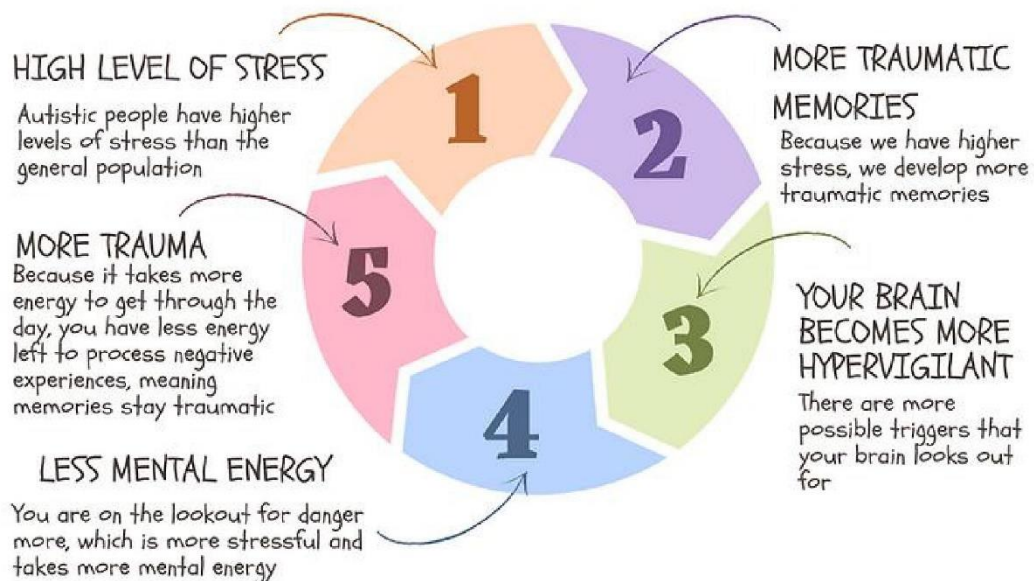 1
HIGH LEVEL OF STRESS
Autistic people have higher
levels of stress than the
general population
2
MORE TRAUMATIC
MEMORIES
Because we have higher
stress, we develop more
traumatic memories
3
YOUR BRAIN
BECOMES MORE
HYPERVIGILANT
There are more
possible triggers that
your brain looks out
for
4
LESS MENTAL ENERGY
You are on the lookout for danger
more, which is more stressful and
takes more mental energy
5
MORE TRAUMA
Because it takes more
energy to get through the
day, you have less energy
left to process negative
experiences, meaning
memories stay traumatic